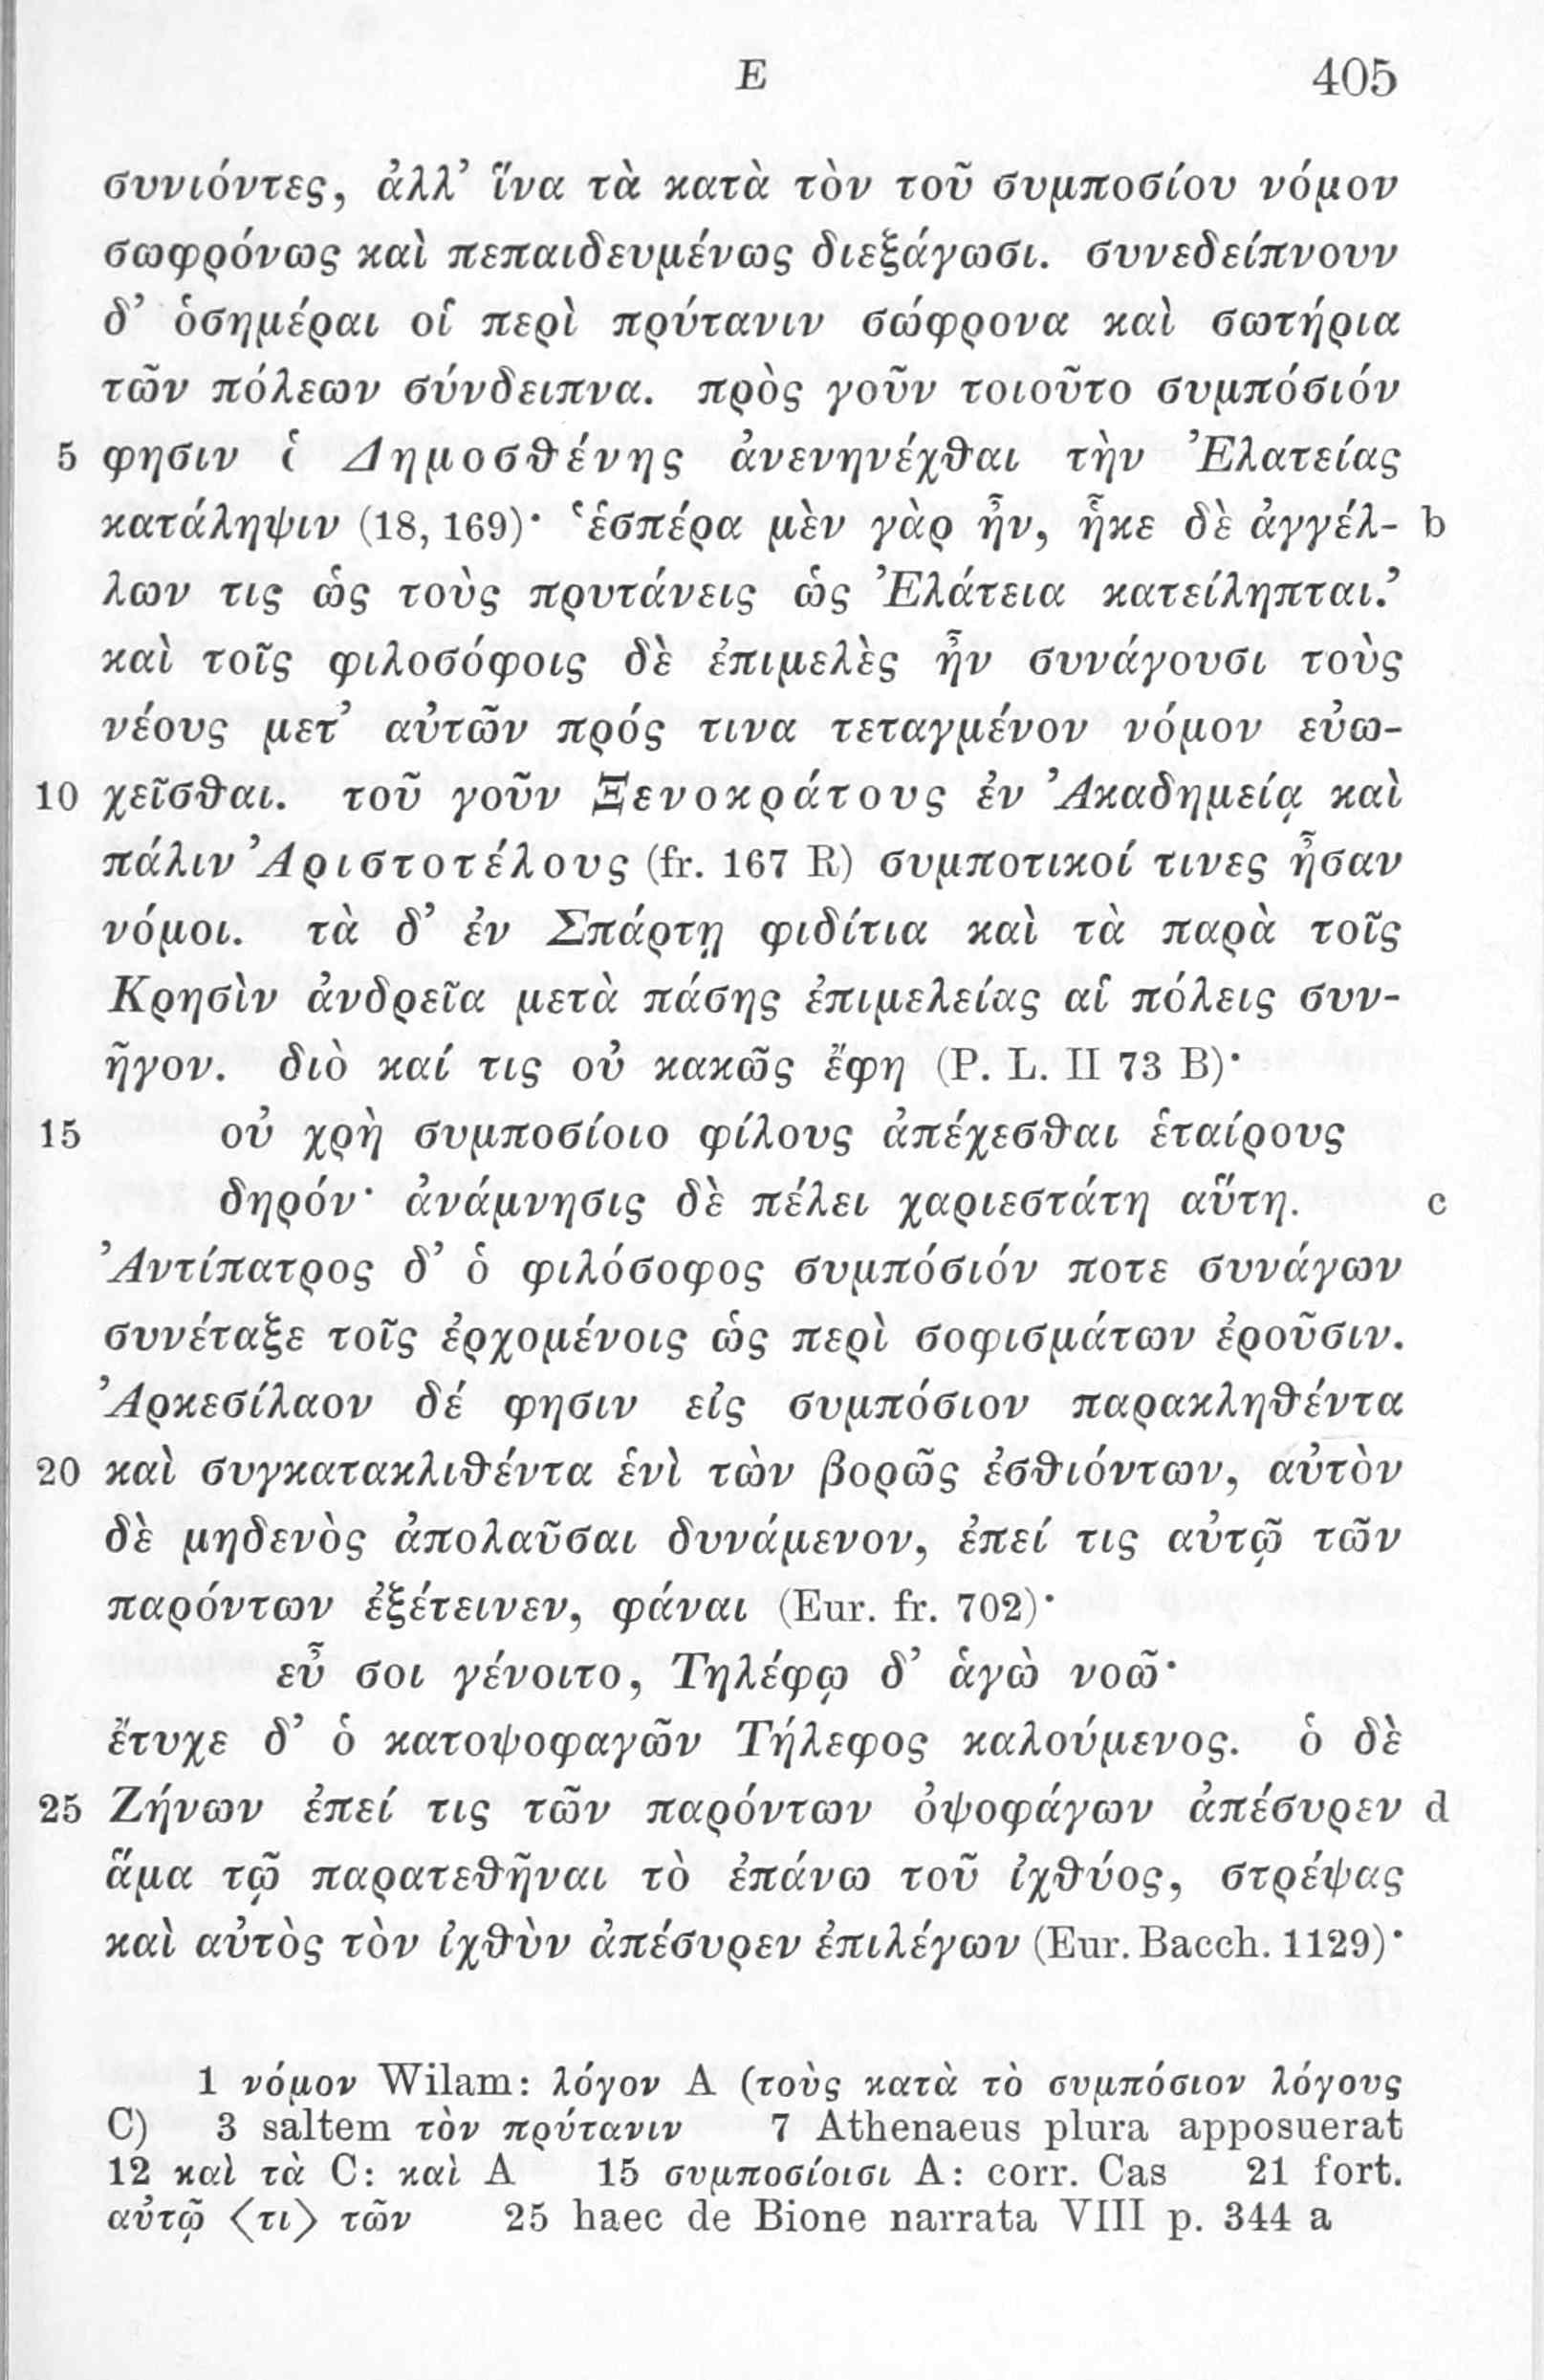 E 405
συνιόντες, ἀλλ’ ἵνα τὰ κατὰ τὸν τοῦ συμποσίου νόμον
σωφρόνως καὶ πεπαιδευμένως διεξάγωσι. συνεδείπνουν
δ’ ὁσημέραι οἱ περὶ πρύτανιν σώφρονα καὶ σωτήρια
τῶν πόλεων σύνδειπνα. πρὸς γοῦν τοιοῦτο συμπόσιόν
5 φησιν ὁ Δημοσθένης ἀνενηνέχθαι τὴν Ἐλατείας
κατάληψιν (18, 169)· ‘ἑσπέρα μὲν γὰρ ἦν, ἧκε δὲ ἀγγέλ- b
λων τις ὡς τοὺς πρυτάνεις ὡς Ἐλάτεια κατείληπται.’
καὶ τοῖς φιλοσόφοις δὲ ἐπιμελὲς ἦν συνάγουσι τοὺς
νέους μετ’ αὐτῶν πρός τινα τεταγμένον νόμον εὐω-
10 χεῖσθαι. τοῦ γοῦν Ξενοκράτους ἐν Ἀκαδημείᾳ καὶ
πάλιν Ἀριστοτέλους (fr. 167 R) συμποτικοί τινες ἦσαν
νόμοι. τὰ δ’ ἐν Σπάρτῃ φιδίτια καὶ τὰ παρὰ τοῖς
Κρησὶν ἀνδρεῖα μετὰ πάσης ἐπιμελείας αἱ πόλεις συν-
ῆγον. διὸ καί τις οὐ κακῶς ἔφη (P. L. II 73 B)·
15 οὐ χρὴ συμποσίοιο φίλους ἀπέχεσθαι ἑταίρους
δηρόν· ἀνάμνησις δὲ πέλει χαριεστάτη αὕτη. c
Ἀντίπατρος δ’ ὁ φιλόσοφος συμπόσιόν ποτε συνάγων
συνέταξε τοῖς ἐρχομένοις ὡς περὶ σοφισμάτων ἐροῦσιν.
Ἀρκεσίλαον δέ φησιν εἰς συμπόσιον παρακληθέντα
20 καὶ συγκατακλιθέντα ἑνὶ τὼν βορῶς ἐσθιόντων, αὐτὸν
δὲ μηδενὸς ἀπολαῦσαι δυνάμενον, ἐπεί τις αὐτῷ τῶν
παρόντων ἐξέτεινεν, φάναι (Eur. fr. 702)·
εὖ σοι γένοιτο, Τηλέφῳ δ’ ἁγὼ νοῶ·
ἔτυχε δ’ ὁ κατοψοφαγῶν Τήλεφος καλούμενος. ὁ δὲ
25 Ζήνων ἐπεί τις τῶν παρόντων ὀψοφάγων ἀπέσυρεν d
ἅμα τῷ παρατεθῆναι τὸ ἐπάνω τοῦ ἰχθύος, στρέψας
καὶ αὐτὸς τὸν ἰχθὺν ἀπέσυρεν ἐπιλέγων (Eur. Bacch. 1129)·
1 νόμον Wilam: λόγον A (τοὺς κατὰ τὸ συμπόσιον λόγους
C) 3 saltem τὸν πρύτανιν 7 Athenaeus plura apposuerat
12 καὶ τὰ C: καὶ A 15 συμποσίοισι A: corr. Cas 21 fort.
αὐτῷ ⟨τι⟩ τῶν 25 haec de Bione narrata VIII p. 344 a